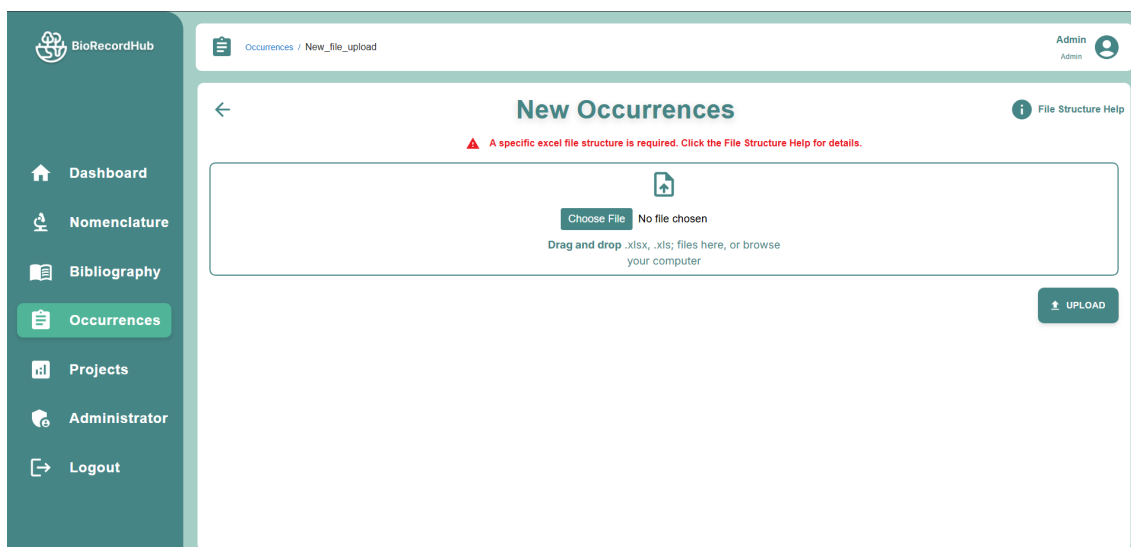 BioRecordHub
Occurrences / New_file_upload
Admin
Admin
New Occurrences
File Structure Help
A specific excel file structure is required. Click the File Structure Help for details.
Dashboard
Nomenclature
Bibliography
Occurrences
Projects
Administrator
Logout
Choose File No file chosen
Drag and drop .xlsx, .xls; files here, or browse
your computer
UPLOAD